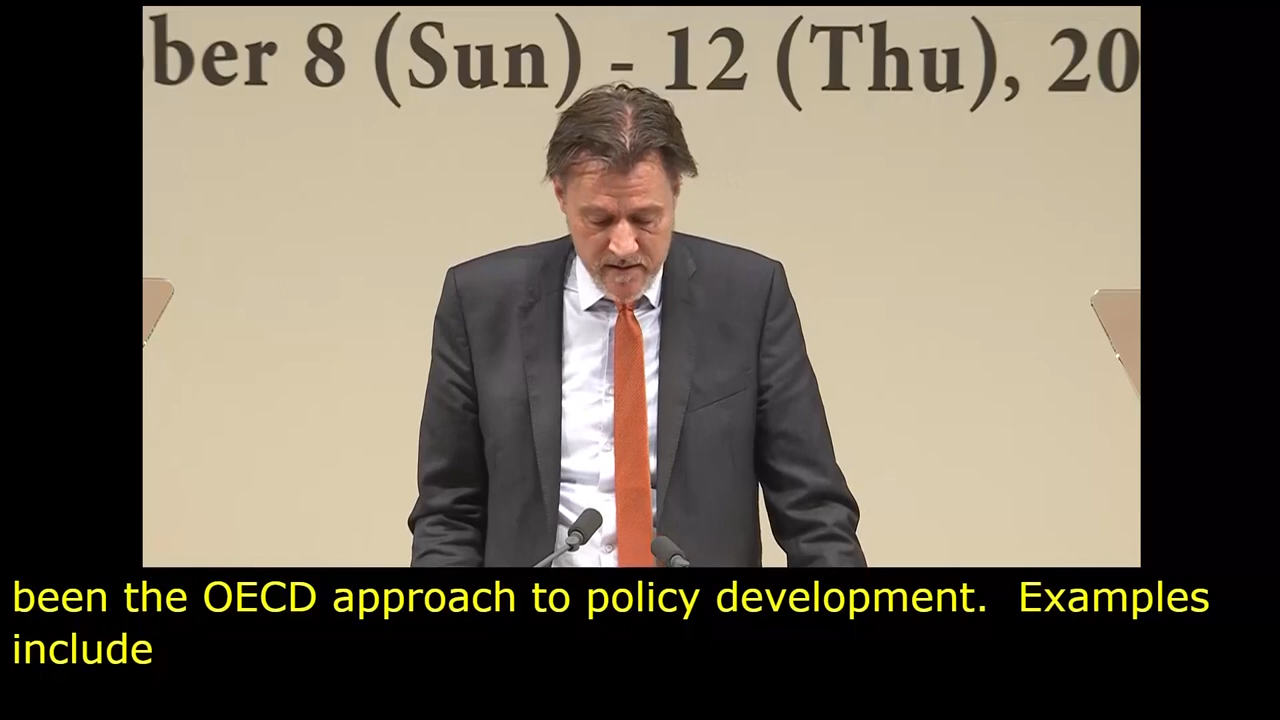 ber 8 (Sun) - 12 (Thu), 20
been the OECD approach to policy development.  Examples
include